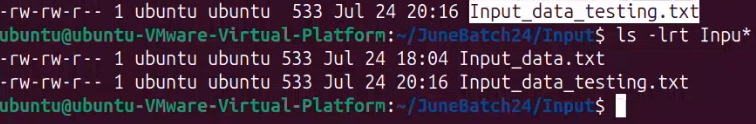 -rw-rw-r-- 1 ubuntu ubuntu  533 Jul 24 20:16 Input_data_testing.txt
ubuntu@ubuntu-VMware-Virtual-Platform:~/JuneBatch24/Input$ ls -lrt Inpu*
-rw-rw-r-- 1 ubuntu ubuntu 533 Jul 24 18:04 Input_data.txt
-rw-rw-r-- 1 ubuntu ubuntu 533 Jul 24 20:16 Input_data_testing.txt
ubuntu@ubuntu-VMware-Virtual-Platform:~/JuneBatch24/Input$